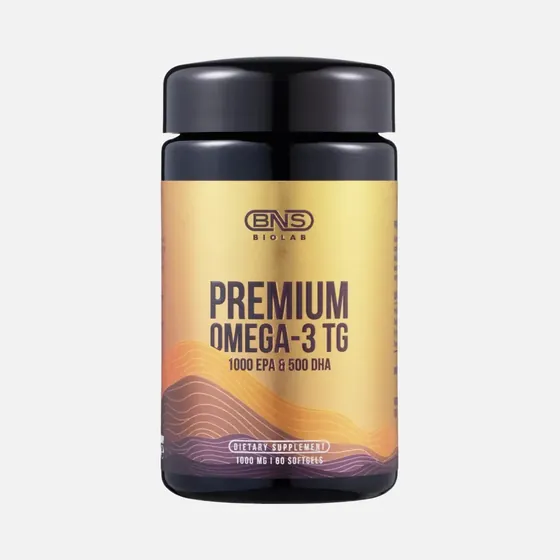 BNS
BIOLAB
PREMIUM
OMEGA-3 TG
1000 EPA & 500 DHA
DIETARY SUPPLEMENT
1000 MG | 60 SOFTGELS